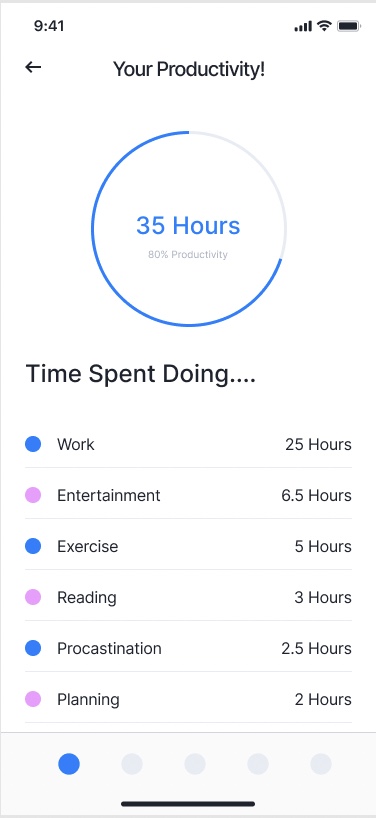 9:41
Your Productivity!
35 Hours
80% Productivity
Time Spent Doing....
Work 25 Hours
Entertainment 6.5 Hours
Exercise 5 Hours
Reading 3 Hours
Procastination 2.5 Hours
Planning 2 Hours